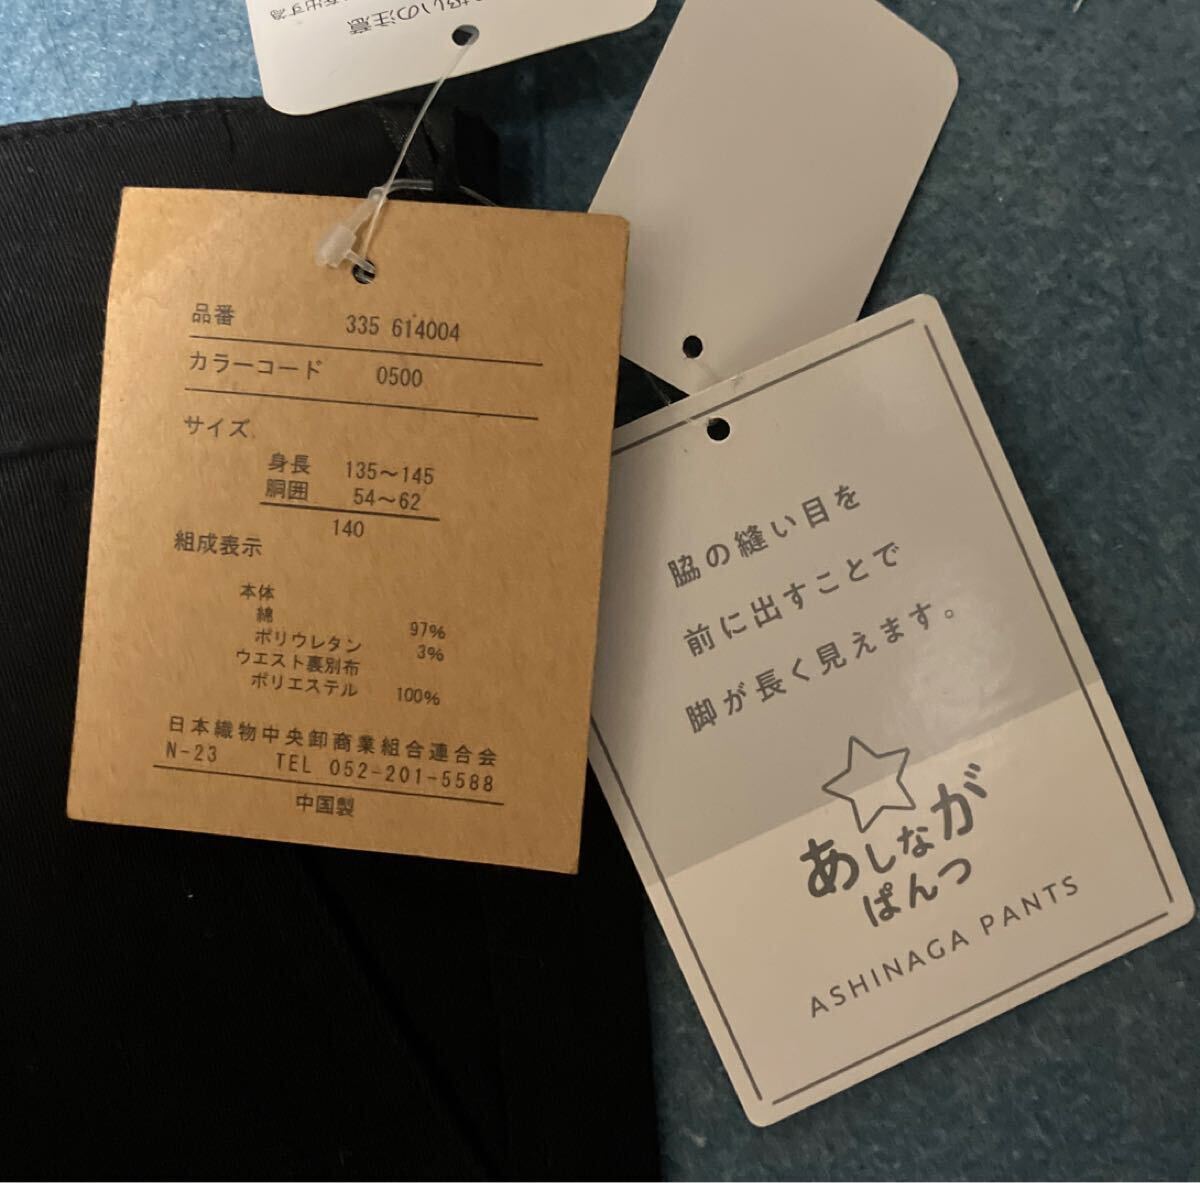 扱いの注意
品番 335 614004
カラーコード 0500
サイズ
身長 135～145
胴囲 54～62
140
組成表示
本体
綿 97%
ポリウレタン 3%
ウエスト裏別布
ポリエステル 100%
日本織物中央卸商業組合連合会
N-23 TEL 052-201-5588
中国製
脇の縫い目を
前に出すことで
脚が長く見えます。
あしなが
ぱんつ
ASHINAGA PANTS